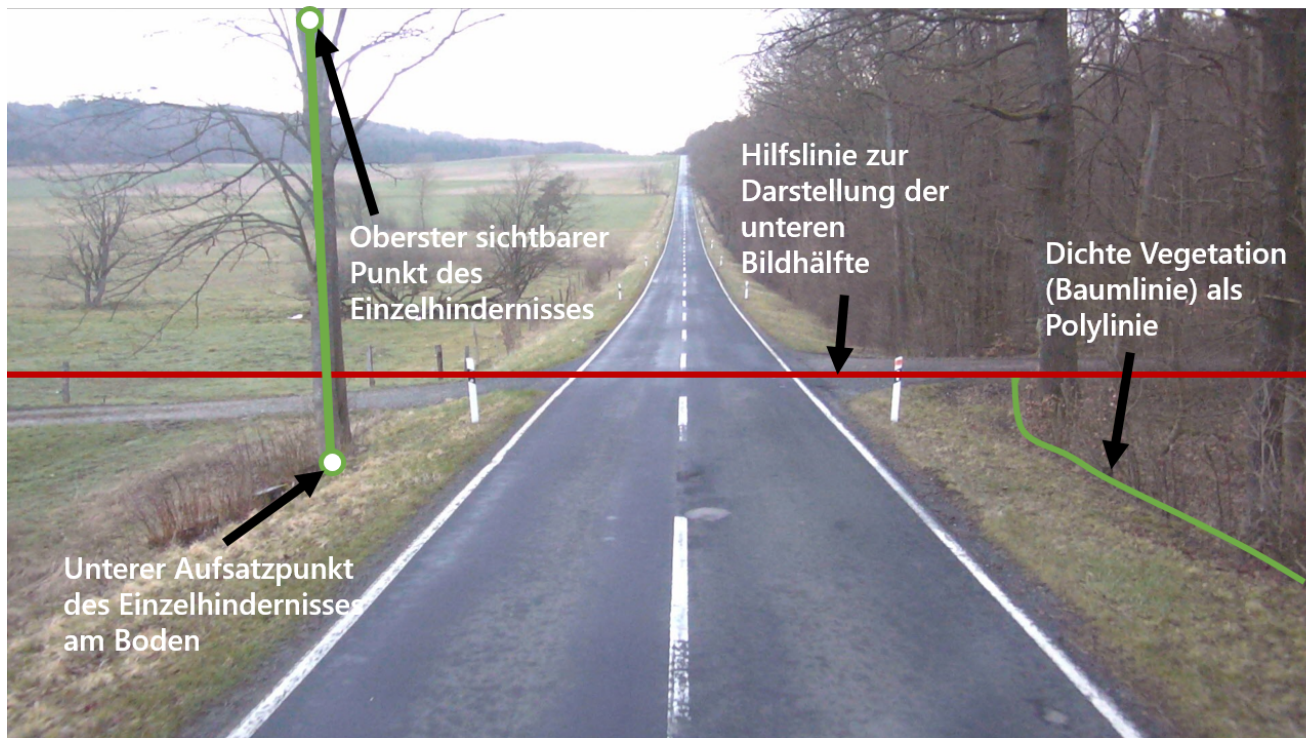 Hilfslinie zur
Darstellung der
unteren
Bildhälfte
Oberster sichtbarer
Punkt des
Einzelhindernisses
Dichte Vegetation
(Baumlinie) als
Polylinie
Unterer Aufsatzpunkt
des Einzelhindernisses
am Boden